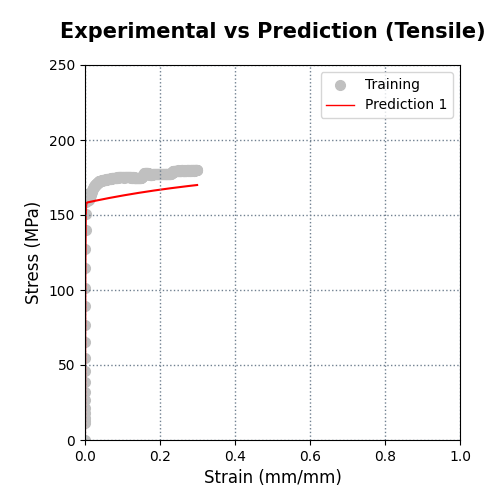 Experimental vs Prediction (Tensile)
250
200
150
100
50
0
Stress (MPa)
Training
Prediction 1
0.0 0.2 0.4 0.6 0.8 1.0
Strain (mm/mm)